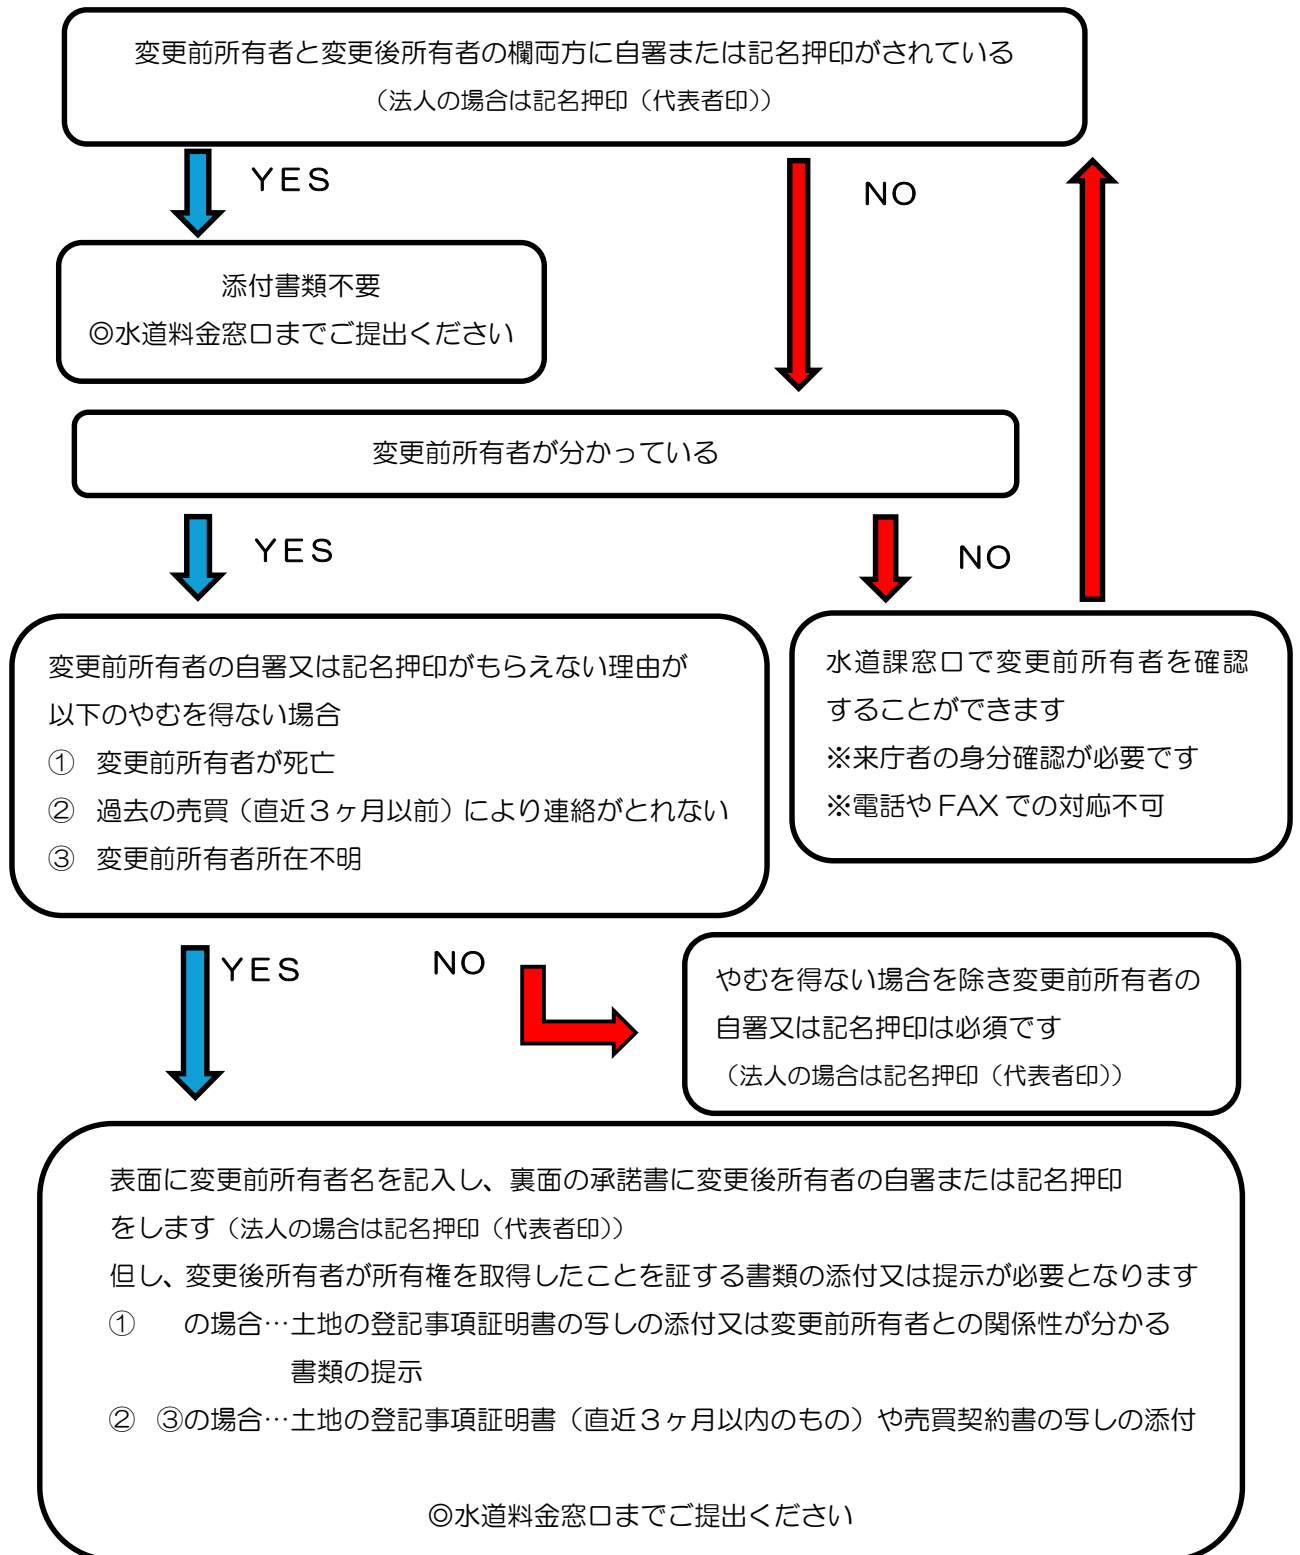 変更前所有者と変更後所有者の欄両方に自署または記名押印がされている
（法人の場合は記名押印（代表者印））
YES
NO
添付書類不要
◎水道料金窓口までご提出ください
変更前所有者が分かっている
YES
NO
変更前所有者の自署又は記名押印がもらえない理由が
以下のやむを得ない場合
① 変更前所有者が死亡
② 過去の売買（直近３ヶ月以前）により連絡がとれない
③ 変更前所有者所在不明
水道課窓口で変更前所有者を確認
することができます
※来庁者の身分確認が必要です
※電話やFAXでの対応不可
YES
NO
やむを得ない場合を除き変更前所有者の
自署又は記名押印は必須です
（法人の場合は記名押印（代表者印））
表面に変更前所有者名を記入し、裏面の承諾書に変更後所有者の自署または記名押印
をします（法人の場合は記名押印（代表者印））
但し、変更後所有者が所有権を取得したことを証する書類の添付又は提示が必要となります
① の場合…土地の登記事項証明書の写しの添付又は変更前所有者との関係性が分かる
書類の提示
② ③の場合…土地の登記事項証明書（直近３ヶ月以内のもの）や売買契約書の写しの添付
◎水道料金窓口までご提出ください